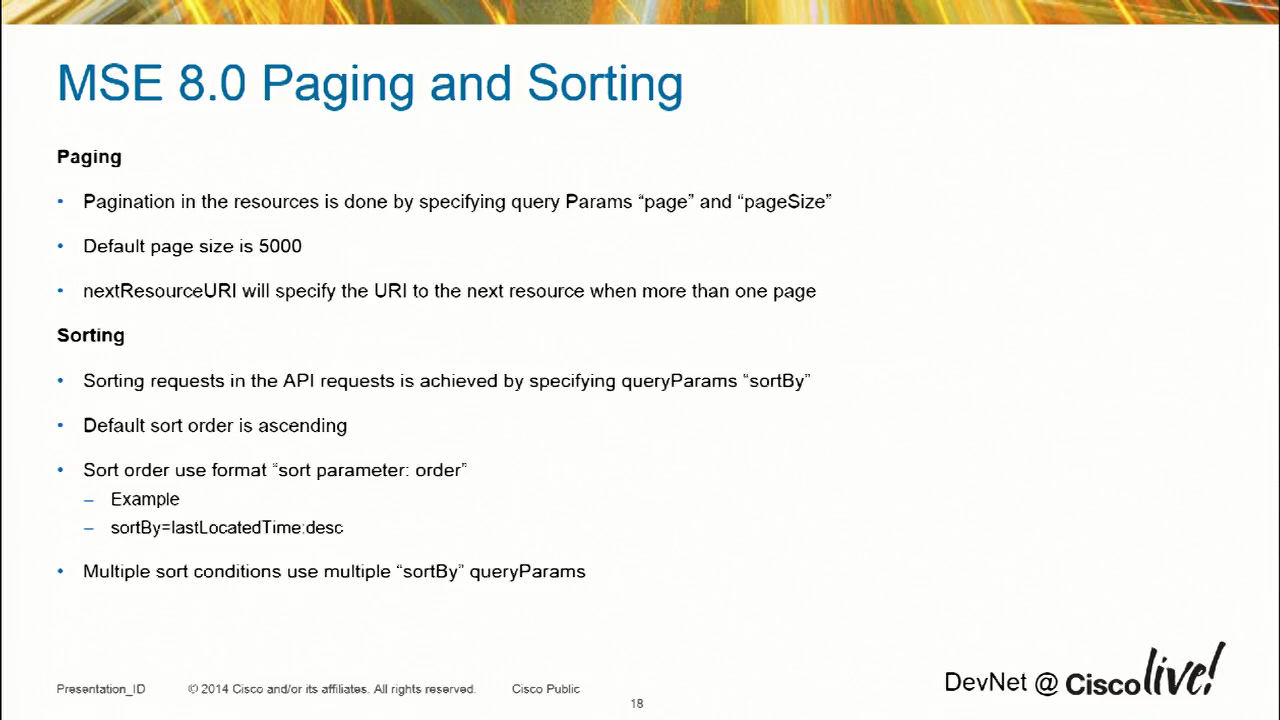 MSE 8.0 Paging and Sorting
Paging
• Pagination in the resources is done by specifying query Params “page” and “pageSize”
• Default page size is 5000
• nextResourceURI will specify the URI to the next resource when more than one page
Sorting
• Sorting requests in the API requests is achieved by specifying queryParams “sortBy”
• Default sort order is ascending
• Sort order use format “sort parameter: order”
– Example
– sortBy=lastLocatedTime:desc
• Multiple sort conditions use multiple “sortBy” queryParams
Presentation_ID © 2014 Cisco and/or its affiliates. All rights reserved. Cisco Public
18
DevNet @ Cisco live!